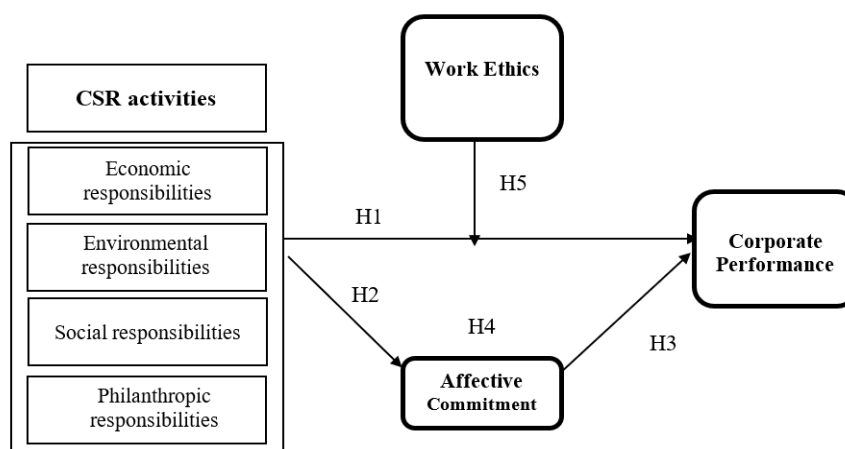 Work Ethics
CSR activities
Economic
responsibilities
H5
H1
Environmental
responsibilities
Corporate
Performance
H2
Social responsibilities
H4
H3
Affective
Commitment
Philanthropic
responsibilities